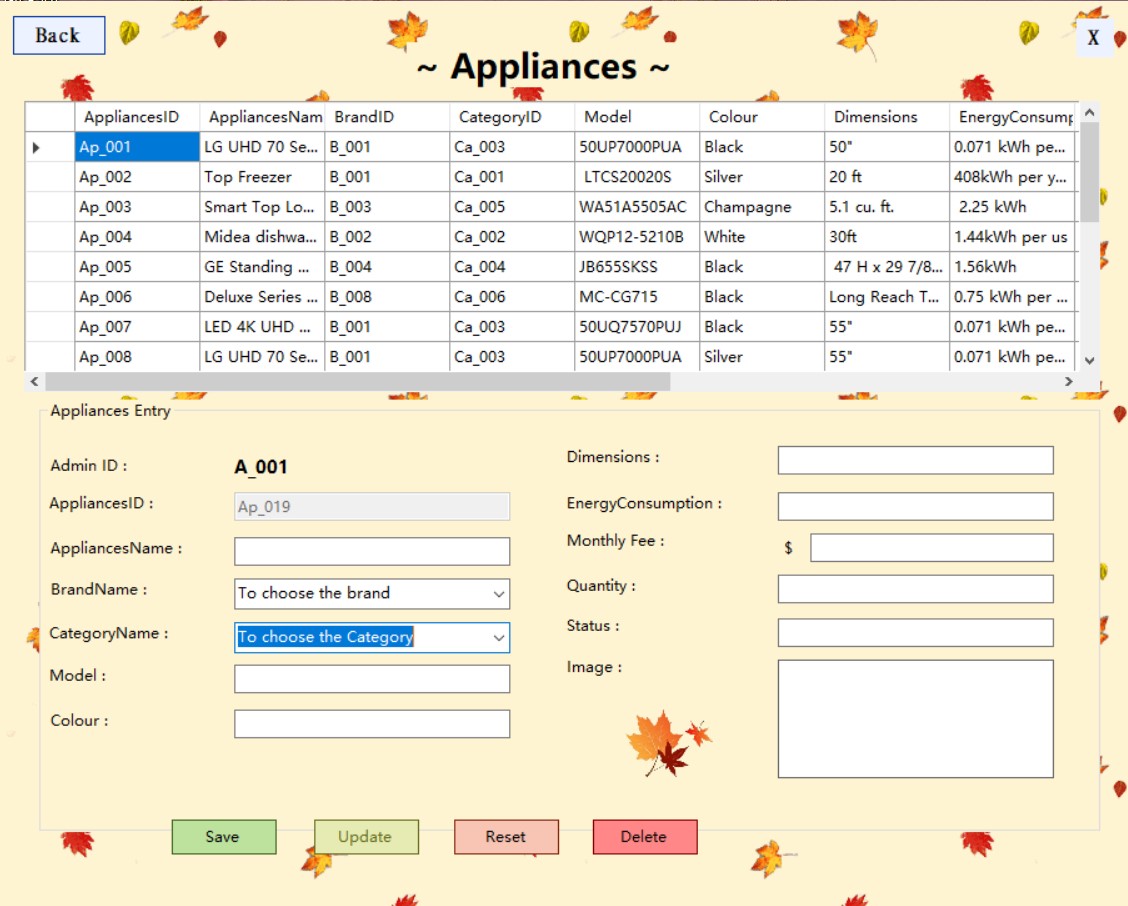 Back
X
~ Appliances ~
AppliancesID AppliancesNam BrandID CategoryID Model Colour Dimensions EnergyConsump
Ap_001 LG UHD 70 Se... B_001 Ca_003 50UP7000PUA Black 50" 0.071 kWh pe...
Ap_002 Top Freezer B_001 Ca_001 LTCS20020S Silver 20 ft 408kWh per y...
Ap_003 Smart Top Lo... B_003 Ca_005 WA51A5505AC Champagne 5.1 cu. ft. 2.25 kWh
Ap_004 Midea dishwa... B_002 Ca_002 WQP12-5210B White 30ft 1.44kWh per us
Ap_005 GE Standing ... B_004 Ca_004 JB655SKSS Black 47 H x 29 7/8... 1.56kWh
Ap_006 Deluxe Series ... B_008 Ca_006 MC-CG715 Black Long Reach T... 0.75 kWh per ...
Ap_007 LED 4K UHD ... B_001 Ca_003 50UQ7570PUJ Black 55" 0.071 kWh pe...
Ap_008 LG UHD 70 Se... B_001 Ca_003 50UP7000PUA Silver 55" 0.071 kWh pe...
Appliances Entry
Admin ID : A_001
AppliancesID : Ap_019
AppliancesName :
BrandName : To choose the brand
CategoryName : To choose the Category
Model :
Colour :
Dimensions :
EnergyConsumption :
Monthly Fee : $
Quantity :
Status :
Image :
Save Update Reset Delete